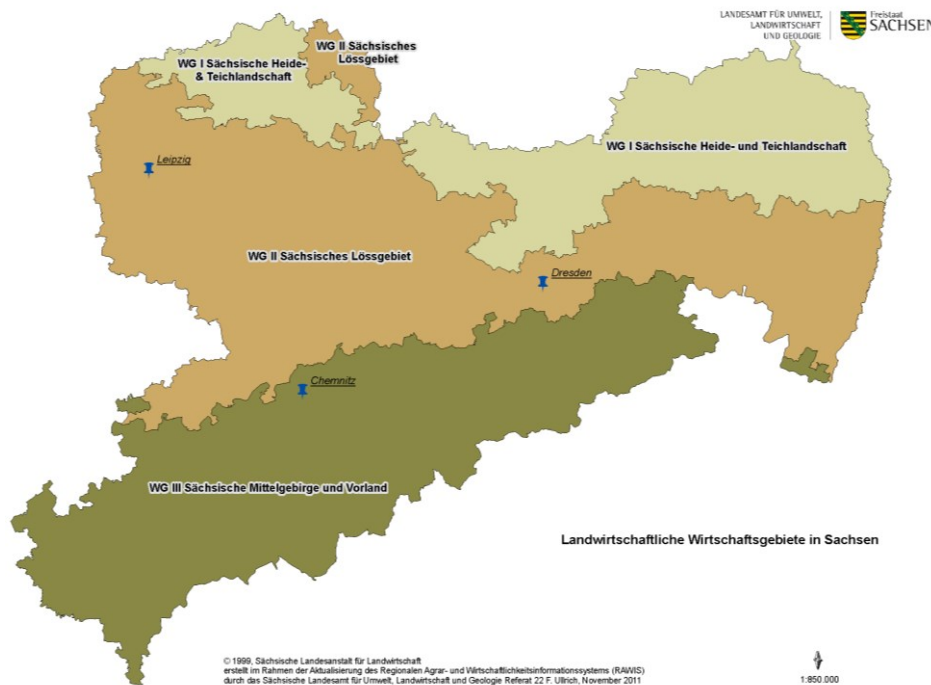 LANDESAMT FÜR UMWELT,
LANDWIRTSCHAFT
UND GEOLOGIE
Freistaat
SACHSEN
WG II Sächsisches
Lössgebiet
WG I Sächsische Heide-
& Teichlandschaft
WG I Sächsische Heide- und Teichlandschaft
Leipzig
WG II Sächsisches Lössgebiet
Dresden
Chemnitz
WG III Sächsische Mittelgebirge und Vorland
Landwirtschaftliche Wirtschaftsgebiete in Sachsen
© 1999, Sächsische Landesanstalt für Landwirtschaft
erstellt im Rahmen der Aktualisierung des Regionalen Agrar- und Wirtschaftlichkeitsinformationssystems (RAWIS)
durch das Sächsische Landesamt für Umwelt, Landwirtschaft und Geologie Referat 22 F. Ullrich, November 2011
1:850.000